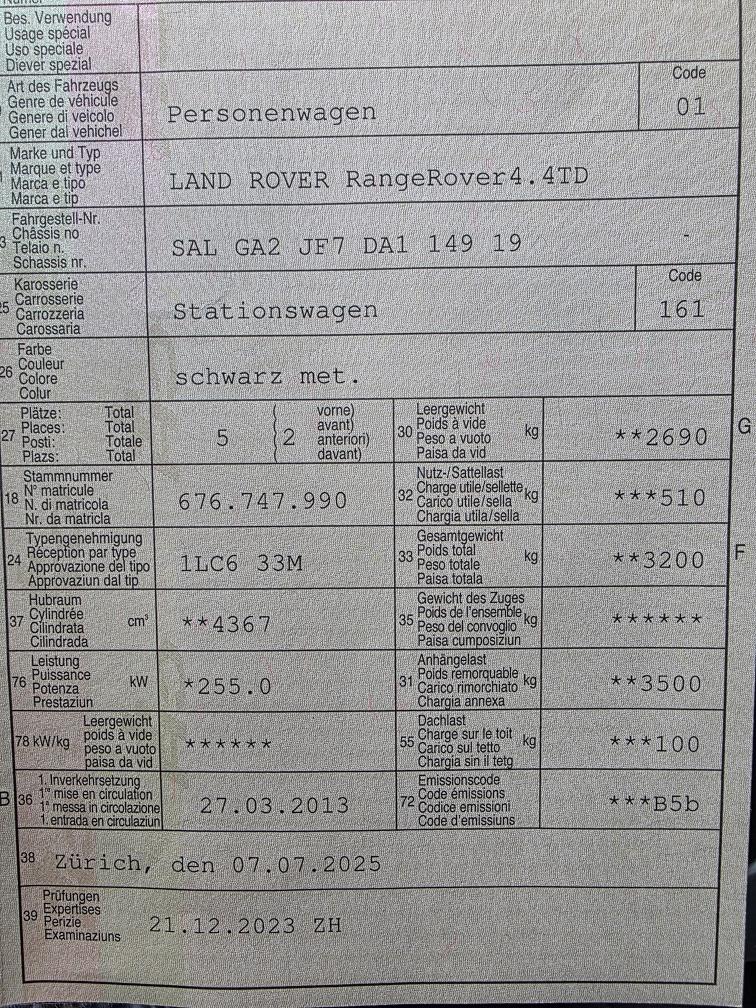 Bes. Verwendung
Usage spécial
Uso speciale
Diever spezial
Art des Fahrzeugs
Genre de véhicule
Genere di veicolo
Gener dal vehichel
Personenwagen
Code
01
Marke und Typ
Marque et type
Marca e tipo
Marca e tip
LAND ROVER RangeRover4.4TD
Fahrgestell-Nr.
Châssis no
Telaio n.
Schassis nr.
SAL GA2 JF7 DA1 149 19
-
25
Karosserie
Carrosserie
Carrozzeria
Carossaria
Stationswagen
Code
161
26
Farbe
Couleur
Colore
Colur
schwarz met.
27
Plätze: Total
Places: Total
Posti: Totale
Plazs: Total
5
2
vorne)
avant)
anteriori)
davant)
30
Leergewicht
Poids à vide
Peso a vuoto
Paisa da vid
kg
**2690
G
18
Stammnummer
N° matricule
N. di matricola
Nr. da matricla
676.747.990
32
Nutz-/Sattellast
Charge utile/sellette
Carico utile/sella
Chargia utila/sella
kg
***510
24
Typengenehmigung
Réception par type
Approvazione del tipo
Approvaziun dal tip
1LC6 33M
33
Gesamtgewicht
Poids total
Peso totale
Paisa totala
kg
**3200
F
37
Hubraum
Cylindrée
Cilindrata
Cilindrada
cm³
**4367
35
Gewicht des Zuges
Poids de l'ensemble
Peso del convoglio
Paisa cumposiziun
kg
******
76
Leistung
Puissance
Potenza
Prestaziun
kW
*255.0
31
Anhängelast
Poids remorquable
Carico rimorchiato
Chargia annexa
kg
**3500
78 kW/kg
Leergewicht
poids à vide
peso a vuoto
paisa da vid
******
55
Dachlast
Charge sur le toit
Carico sul tetto
Chargia sin il tetg
kg
***100
B
36
1. Inverkehrsetzung
1re mise en circulation
1a messa in circolazione
1. entrada en circulaziun
27.03.2013
72
Emissionscode
Code émissions
Codice emissioni
Code d'emissiuns
***B5b
38
Zürich, den 07.07.2025
39
Prüfungen
Expertises
Perizie
Examinaziuns
21.12.2023 ZH